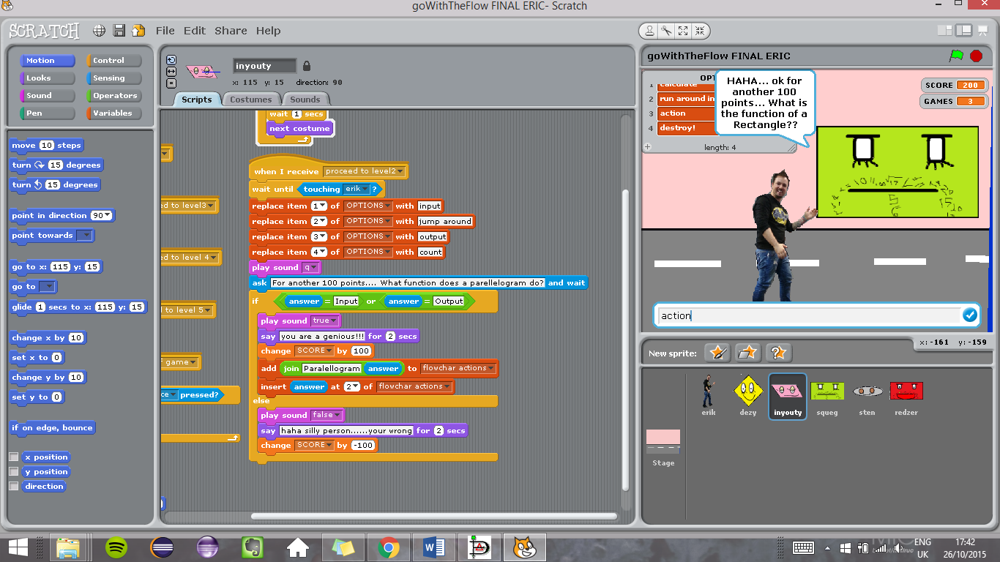 goWithTheFlow FINAL ERIC- Scratch
SCRATCH File Edit Share Help
Motion Control
Looks Sensing
Sound Operators
Pen Variables
move 10 steps
turn 15 degrees
turn 15 degrees
point in direction 90
point towards
go to x: 115 y: 15
go to
glide 1 secs to x: 115 y: 15
change x by 10
set x to 0
change y by 10
set y to 0
if on edge, bounce
x position
y position
direction
inyouty
x: 115 y: 15 direction: 90
Scripts Costumes Sounds
wait 1 secs
next costume
ed to level3
ed to level 4
d to level 5
f game
ce pressed?
when I receive proceed to level2
wait until touching erik ?
replace item 1 of OPTIONS with input
replace item 2 of OPTIONS with jump around
replace item 3 of OPTIONS with output
replace item 4 of OPTIONS with count
play sound q
ask For another 100 points.... What function does a parellelogram do? and wait
if answer = Input or answer = Output
play sound true
say you are a genious!!! for 2 secs
change SCORE by 100
add join Paralellogram answer to flowchar actions
insert answer at 2 of flowchar actions
else
play sound false
say haha silly person......your wrong for 2 secs
change SCORE by -100
goWithTheFlow FINAL ERIC
OPT
1 calculate
2 run around in
3 action
4 destroy!
+ length: 4
HAHA... ok for
another 100
points... What is
the function of a
Rectangle??
SCORE 200
GAMES 3
action
x: -161 y: -159
New sprite:
erik dezy inyouty squeg sten redzer
Stage
ENG
UK
17:42
26/10/2015